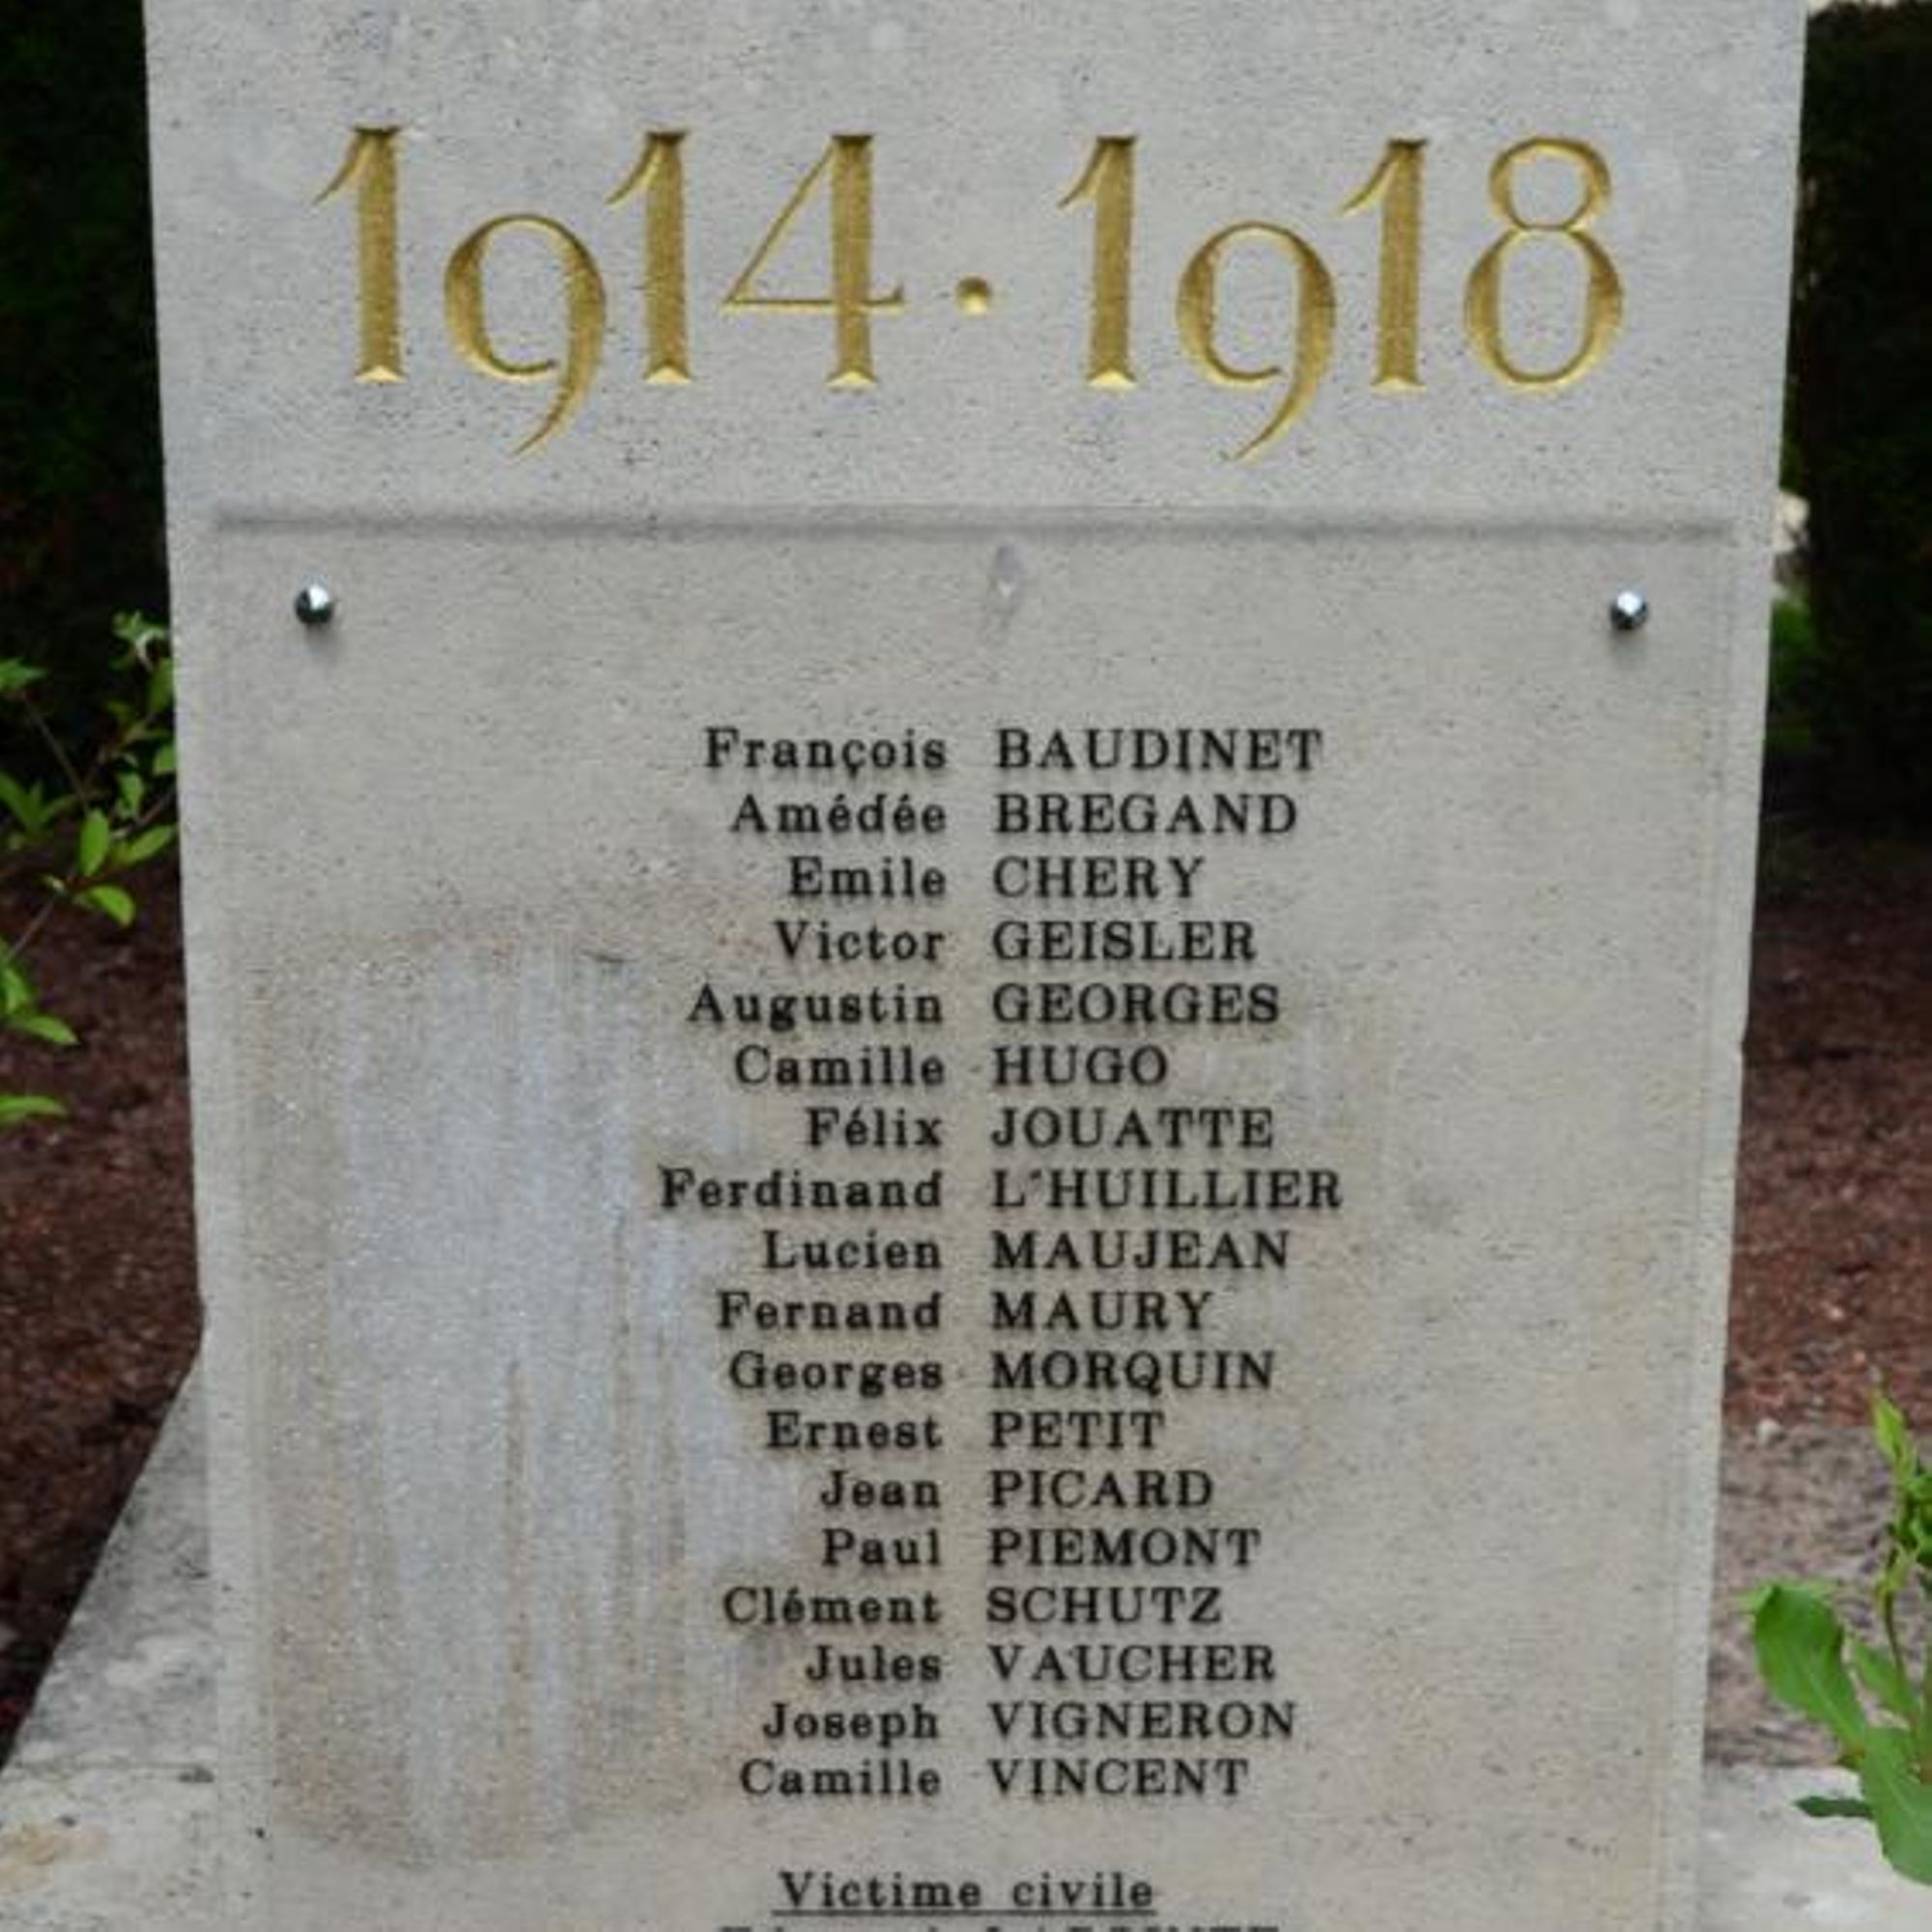 1914·1918
François BAUDINET
Amédée BREGAND
Emile CHERY
Victor GEISLER
Augustin GEORGES
Camille HUGO
Félix JOUATTE
Ferdinand L'HUILLIER
Lucien MAUJEAN
Fernand MAURY
Georges MORQUIN
Ernest PETIT
Jean PICARD
Paul PIEMONT
Clément SCHUTZ
Jules VAUCHER
Joseph VIGNERON
Camille VINCENT
Victime civile